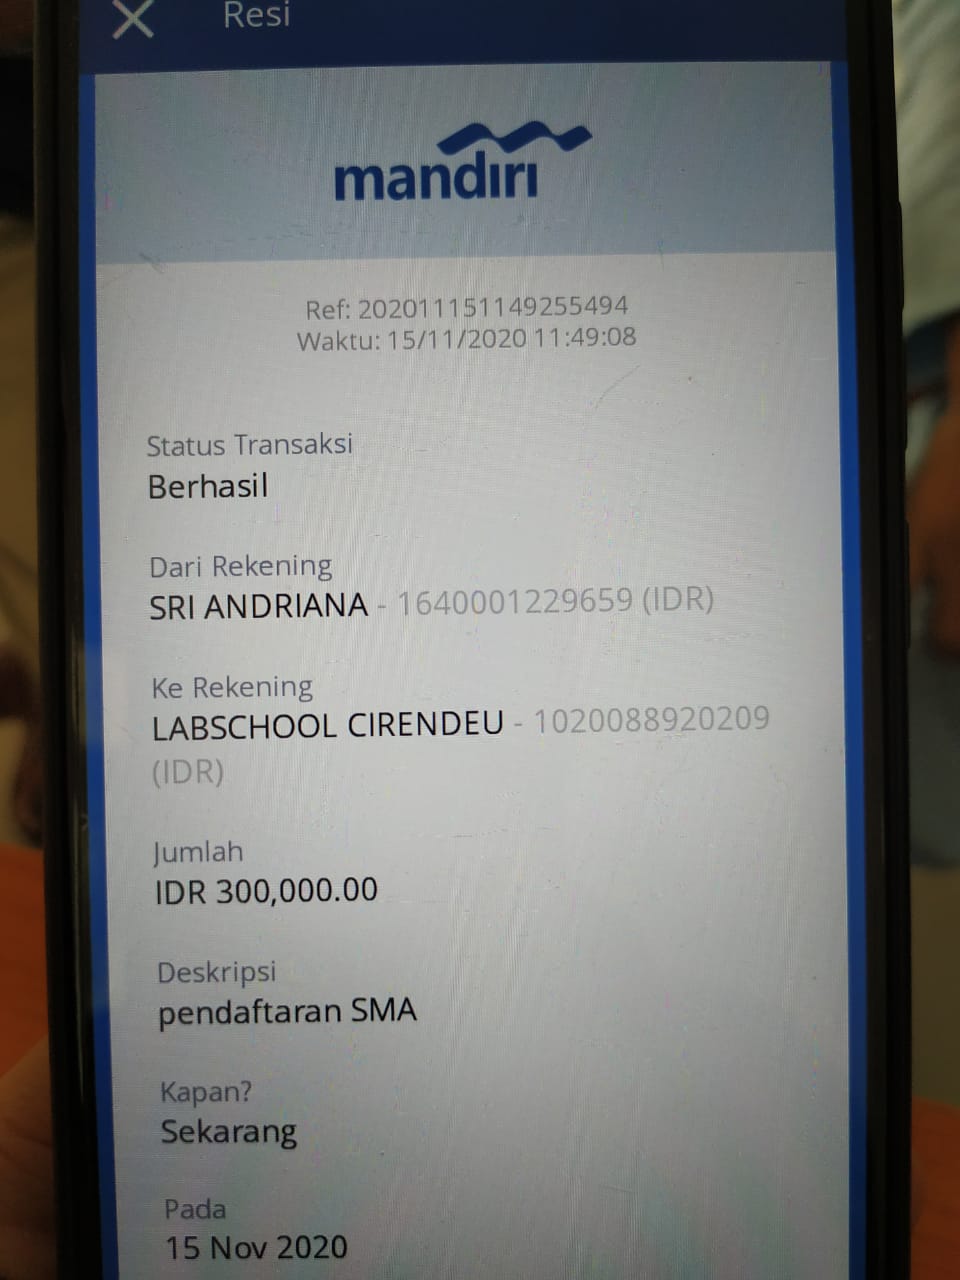 Resi
mandiri
Ref: 202011151149255494
Waktu: 15/11/2020 11:49:08
Status Transaksi
Berhasil
Dari Rekening
SRI ANDRIANA - 1640001229659 (IDR)
Ke Rekening
LABSCHOOL CIRENDEU - 1020088920209
(IDR)
Jumlah
IDR 300,000.00
Deskripsi
pendaftaran SMA
Kapan?
Sekarang
Pada
15 Nov 2020